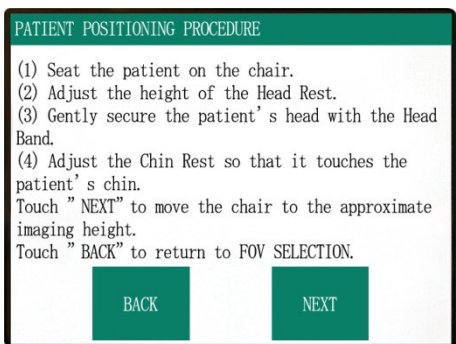 PATIENT POSITIONING PROCEDURE
(1) Seat the patient on the chair.
(2) Adjust the height of the Head Rest.
(3) Gently secure the patient's head with the Head
Band.
(4) Adjust the Chin Rest so that it touches the
patient's chin.
Touch "NEXT" to move the chair to the approximate
imaging height.
Touch "BACK" to return to FOV SELECTION.
BACK NEXT